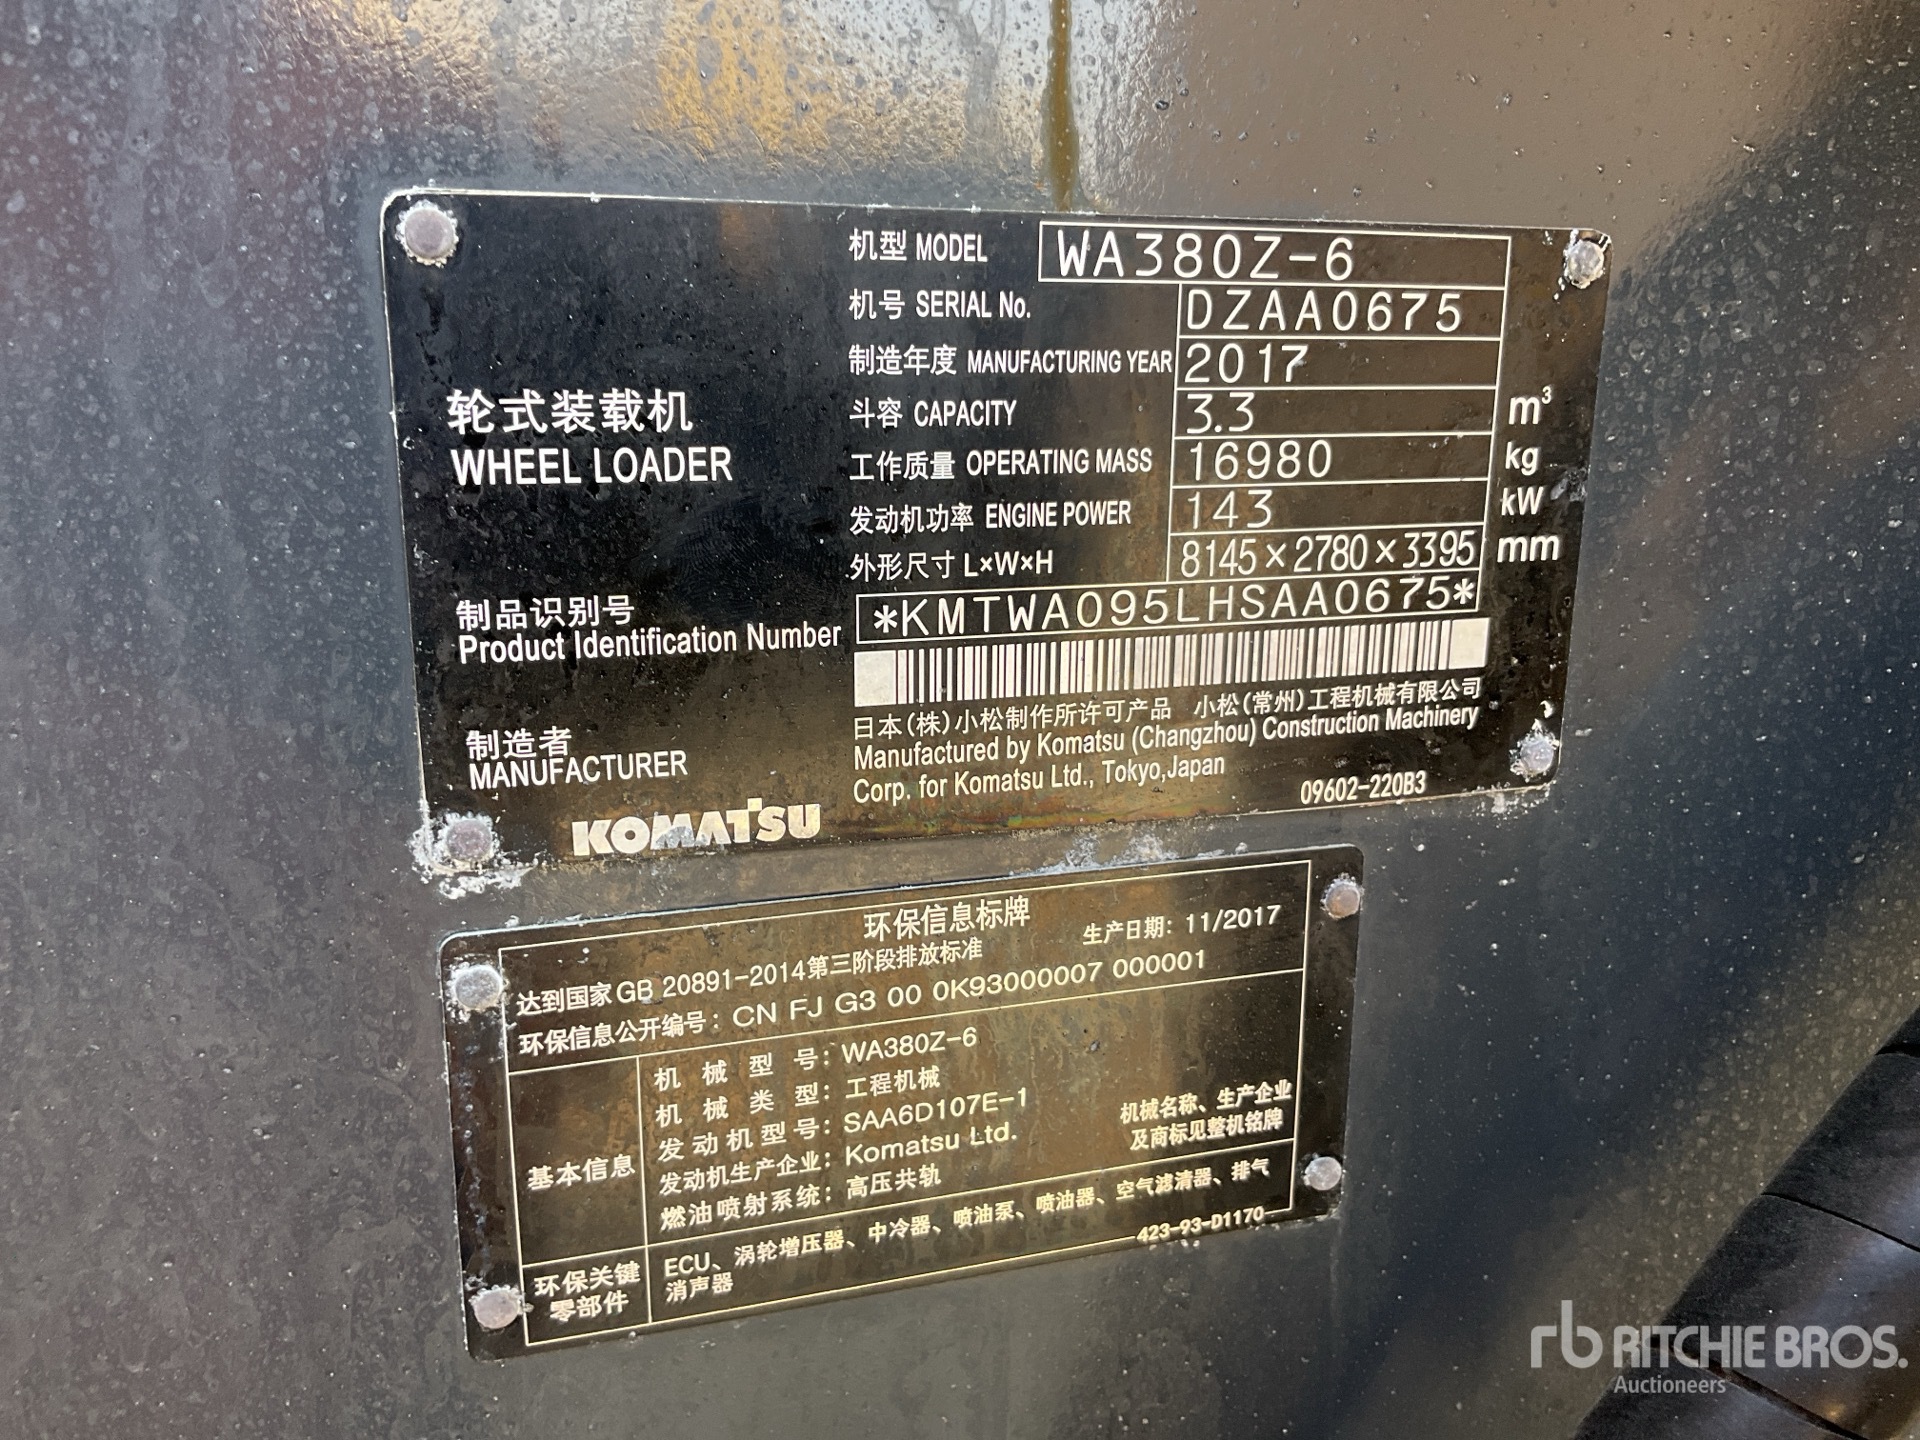 机型 MODEL WA380Z-6
机号 SERIAL No. DZAA0675
制造年度 MANUFACTURING YEAR 2017
斗容 CAPACITY 3.3 m³
工作质量 OPERATING MASS 16980 kg
发动机功率 ENGINE POWER 143 kW
外形尺寸 L×W×H 8145×2780×3395 mm
轮式装载机
WHEEL LOADER
制品识别号
Product Identification Number
*KMTWA095LHSAA0675*
制造者
MANUFACTURER
日本(株)小松制作所许可产品 小松(常州)工程机械有限公司
Manufactured by Komatsu (Changzhou) Construction Machinery
Corp. for Komatsu Ltd., Tokyo,Japan
09602-220B3
KOMATSU
环保信息标牌
生产日期: 11/2017
达到国家GB 20891-2014第三阶段排放标准
环保信息公开编号: CN FJ G3 00 0K93000007 000001
基本信息
机械型号: WA380Z-6
机械类型: 工程机械
发动机型号: SAA6D107E-1
发动机生产企业: Komatsu Ltd.
燃油喷射系统: 高压共轨
机械名称、生产企业
及商标见整机铭牌
环保关键
零部件
ECU、涡轮增压器、中冷器、喷油泵、喷油器、空气滤清器、排气
消声器
423-93-D1170
rb RITCHIE BROS.
Auctioneers